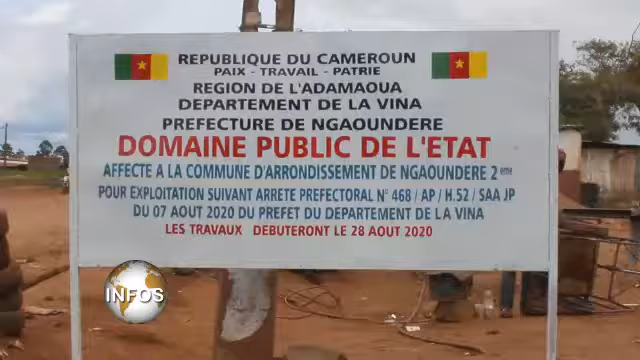 REPUBLIQUE DU CAMEROUN
PAIX - TRAVAIL - PATRIE
REGION DE L'ADAMAOUA
DEPARTEMENT DE LA VINA
PREFECTURE DE NGAOUNDERE
DOMAINE PUBLIC DE L'ETAT
AFFECTE A LA COMMUNE D'ARRONDISSEMENT DE NGAOUNDERE 2 ème
POUR EXPLOITATION SUIVANT ARRETE PREFECTORAL N° 468 / AP / H.52 / SAA JP
DU 07 AOUT 2020 DU PREFET DU DEPARTEMENT DE LA VINA
LES TRAVAUX DEBUTERONT LE 28 AOUT 2020
INFOS